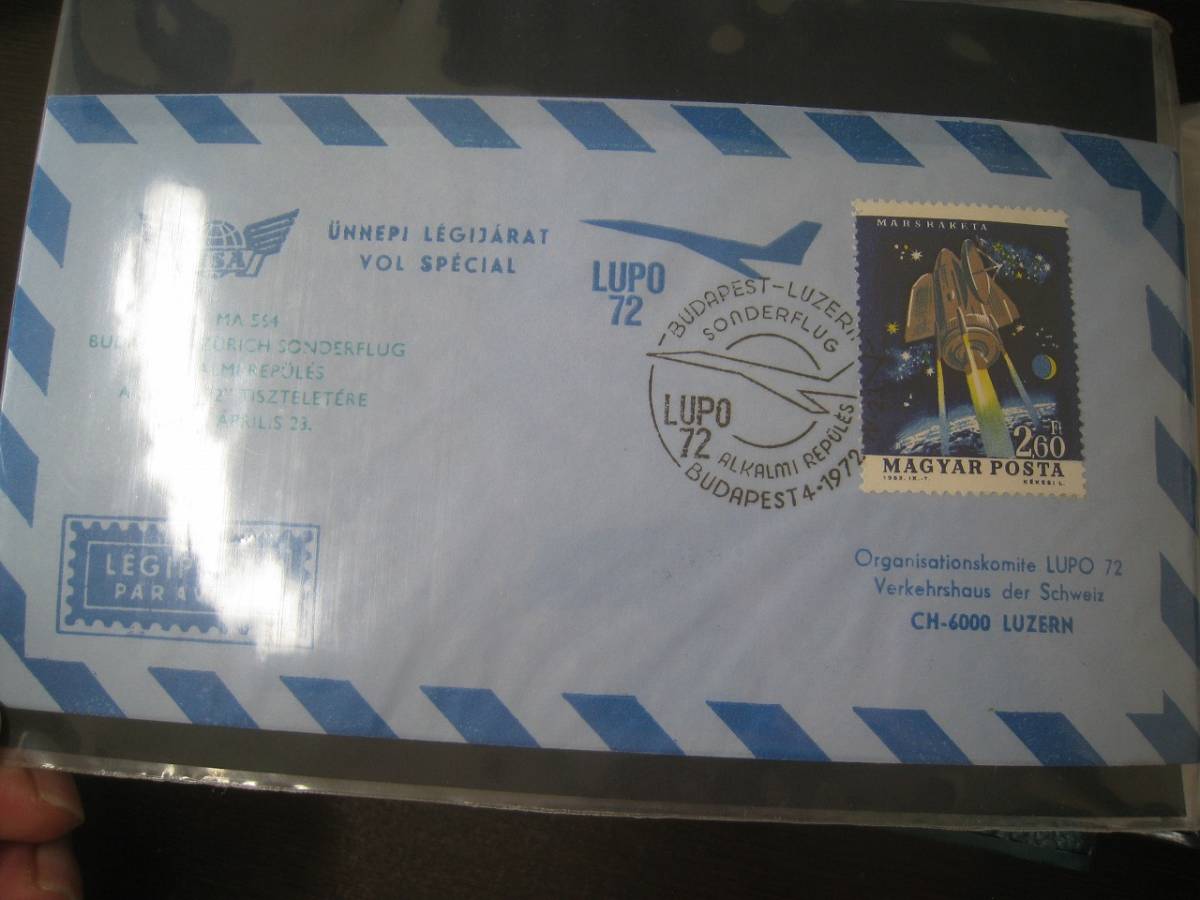 ÜNNEPI LÉGIJÁRAT
VOL SPÉCIAL
LUPO
72
MA 554
ZÜRICH SONDERFLUG
REPÜLÉS
TISZTELETÉRE
ÁPRILIS 23.
BUDAPEST-LUZERN
SONDERFLUG
LUPO
72
ALKALMI REPÜLÉS
BUDAPEST 4·1972
MARSRAKÉTA
2,60 Ft
MAGYAR POSTA
KÉKESI L.
Organisationskomite LUPO 72
Verkehrshaus der Schweiz
CH-6000 LUZERN
PAR